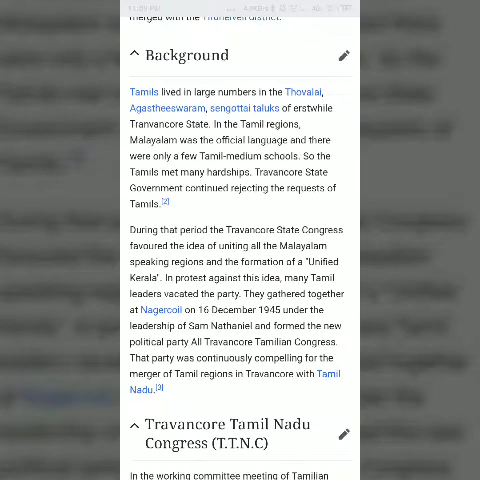 merged with the Tirunelveli district.
Background
Tamils lived in large numbers in the Thovalai,
Agastheeswaram, sengottai taluks of erstwhile
Tranvancore State. In the Tamil regions,
Malayalam was the official language and there
were only a few Tamil-medium schools. So the
Tamils met many hardships. Travancore State
Government continued rejecting the requests of
Tamils.[2]
During that period the Travancore State Congress
favoured the idea of uniting all the Malayalam
speaking regions and the formation of a "Unified
Kerala". In protest against this idea, many Tamil
leaders vacated the party. They gathered together
at Nagercoil on 16 December 1945 under the
leadership of Sam Nathaniel and formed the new
political party All Travancore Tamilian Congress.
That party was continuously compelling for the
merger of Tamil regions in Travancore with Tamil
Nadu.[3]
Travancore Tamil Nadu
Congress (T.T.N.C)
In the working committee meeting of Tamilian